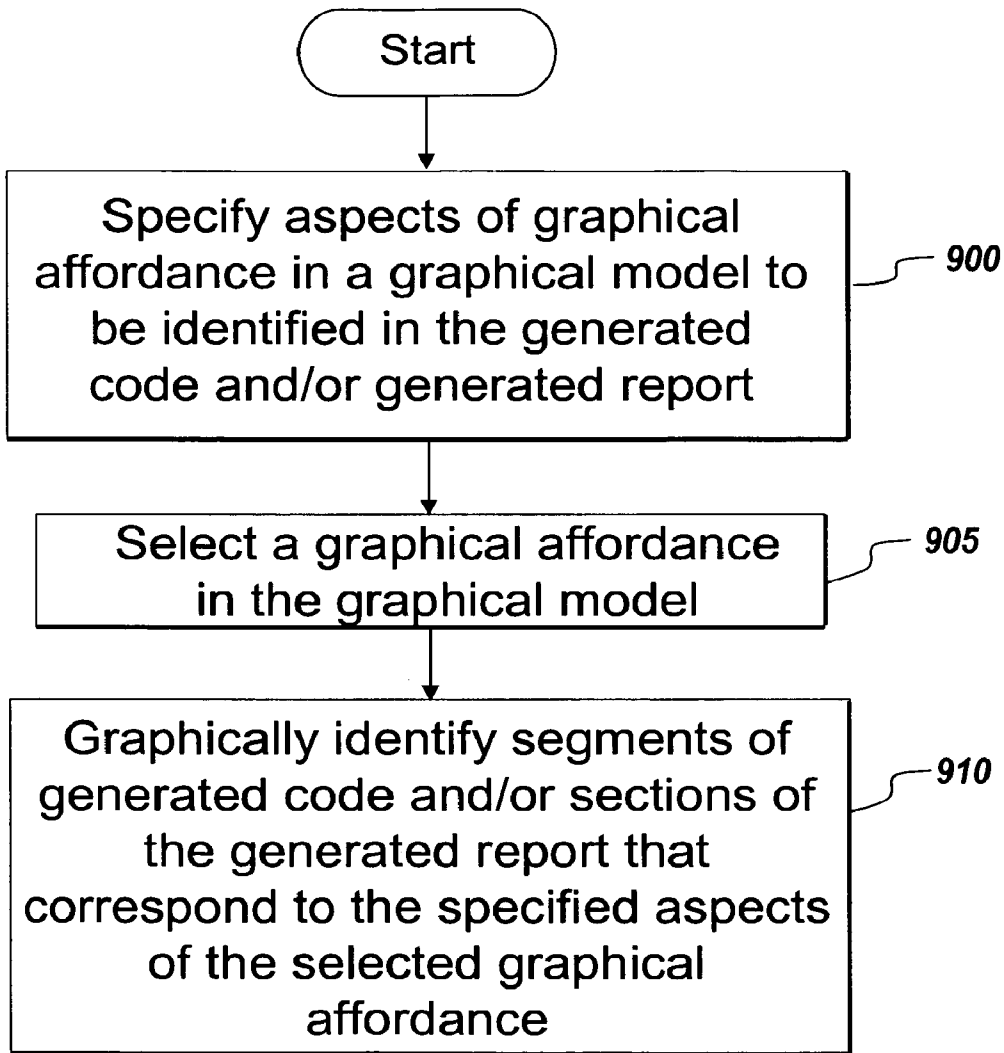 Start
Specify aspects of graphical
affordance in a graphical model to
be identified in the generated
code and/or generated report
900
Select a graphical affordance
in the graphical model
905
Graphically identify segments of
generated code and/or sections of
the generated report that
correspond to the specified aspects
of the selected graphical
affordance
910